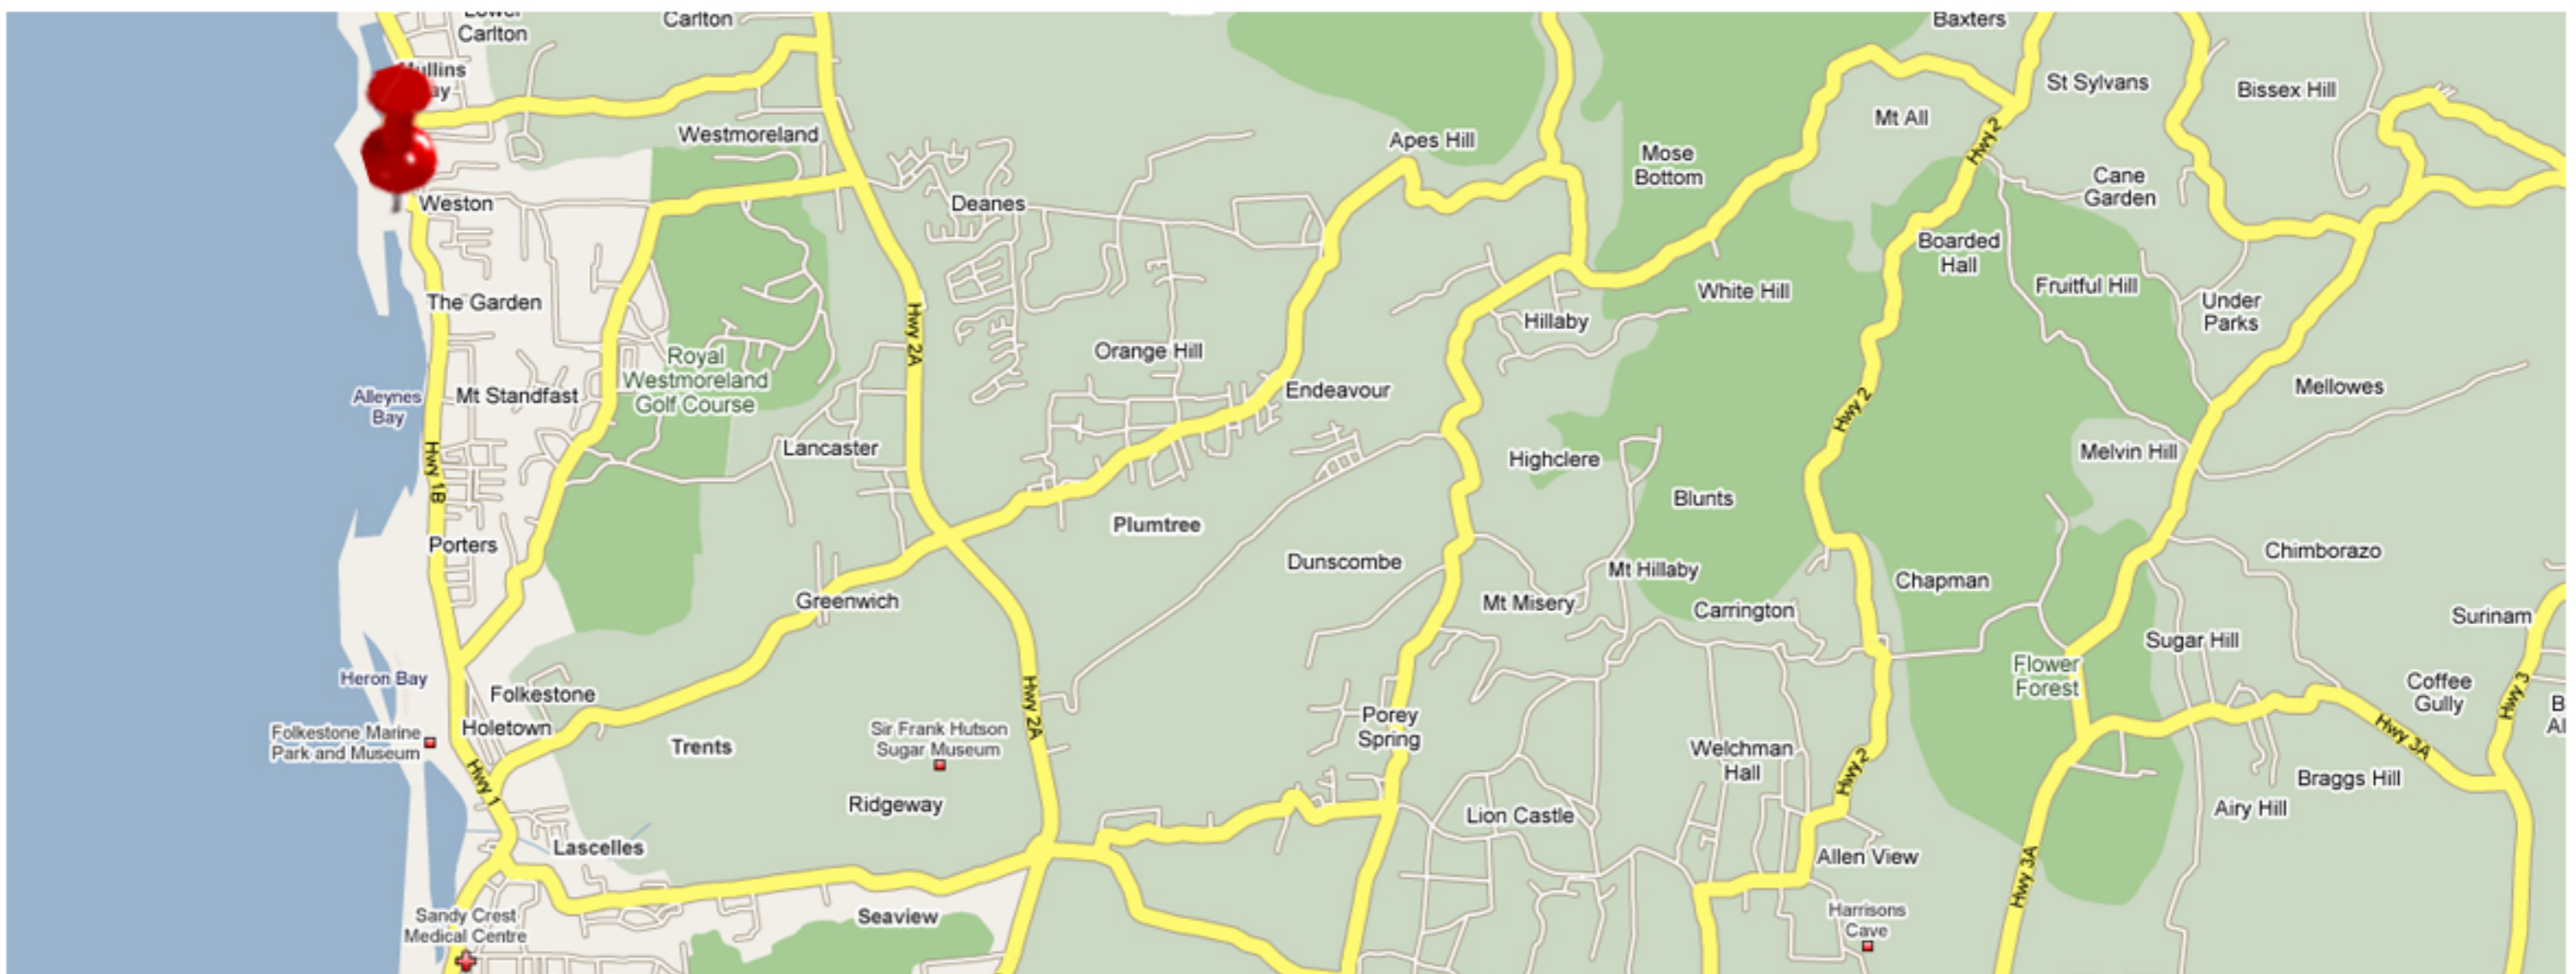 Lower
Carlton
Carlton
Baxters
Mullins
ay
St Sylvans
Bissex Hill
Mt All
Westmoreland
Apes Hill
Hwy 2
Mose
Bottom
Cane
Garden
Weston
Deanes
Boarded
Hall
The Garden
Fruitful Hill
White Hill
Under
Parks
Hillaby
Hwy 2A
Orange Hill
Royal
Westmoreland
Golf Course
Alleynes
Bay
Mt Standfast
Endeavour
Mellowes
Hwy 2
Lancaster
Highclere
Melvin Hill
Hwy 1B
Blunts
Plumtree
Porters
Dunscombe
Mt Hillaby
Chimborazo
Chapman
Greenwich
Mt Misery
Carrington
Surinam
Sugar Hill
Heron Bay
Folkestone
Flower
Forest
Coffee
Gully
Hwy 3
B
Al
Hwy 2A
Holetown
Folkestone Marine
Park and Museum
Trents
Sir Frank Hutson
Sugar Museum
Porey
Spring
Welchman
Hall
Hwy 2
Hwy 3A
Braggs Hill
Hwy 1
Ridgeway
Lion Castle
Airy Hill
Lascelles
Allen View
Hwy 3A
Sandy Crest
Medical Centre
Seaview
Harrisons
Cave